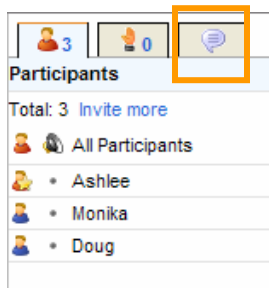 3 0
Participants
Total: 3 Invite more
All Participants
Ashlee
Monika
Doug